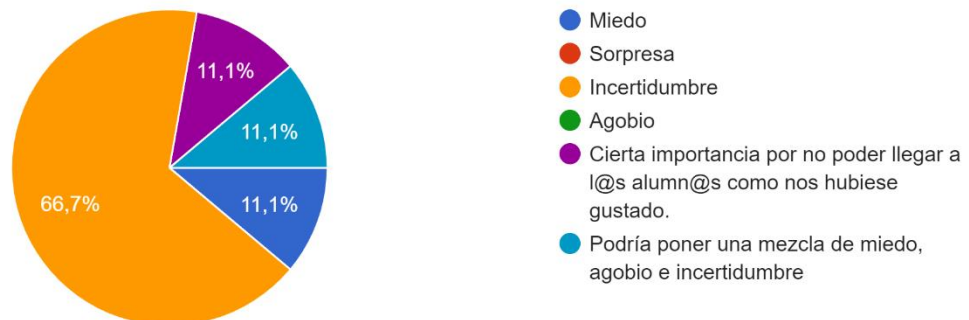 11,1%
11,1%
66,7%
11,1%
Miedo
Sorpresa
Incertidumbre
Agobio
Cierta importancia por no poder llegar a
l@s alumn@s como nos hubiese
gustado.
Podría poner una mezcla de miedo,
agobio e incertidumbre